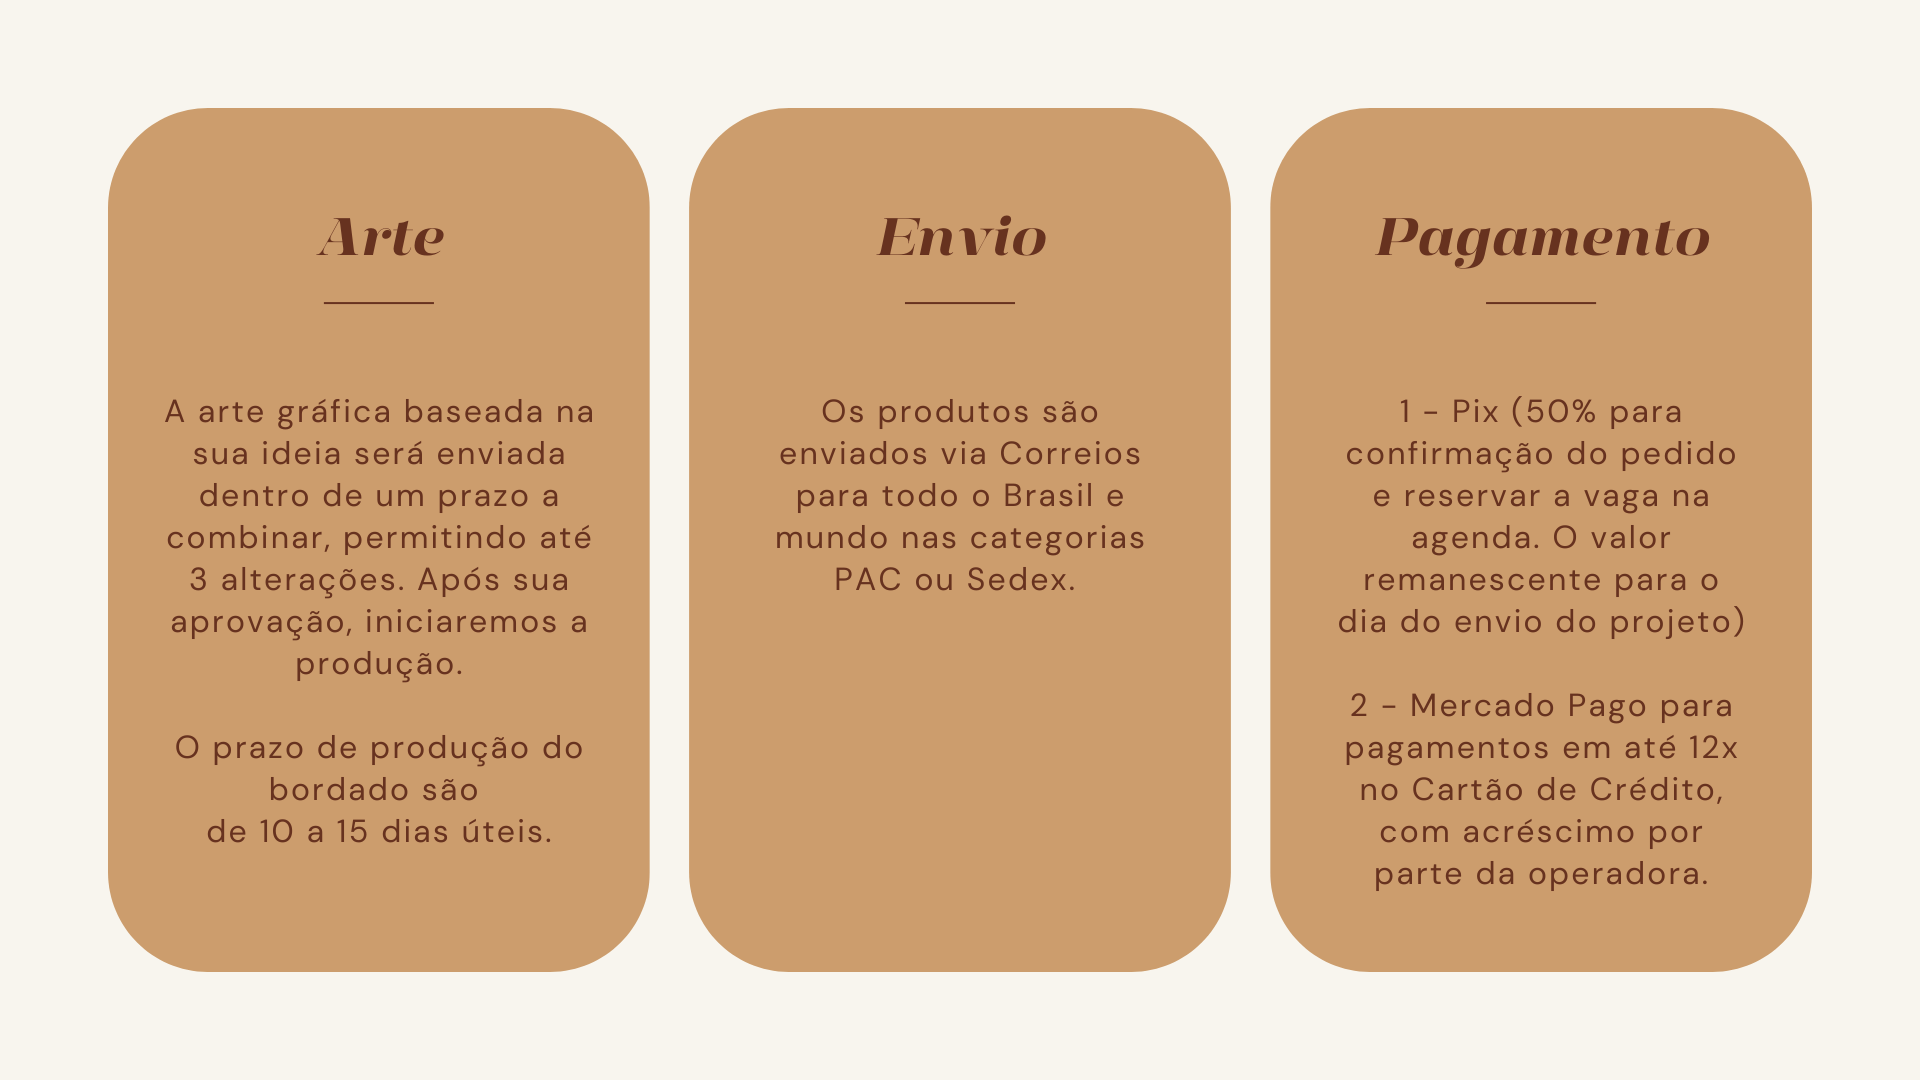 Arte
A arte gráfica baseada na
sua ideia será enviada
dentro de um prazo a
combinar, permitindo até
3 alterações. Após sua
aprovação, iniciaremos a
produção.
O prazo de produção do
bordado são
de 10 a 15 dias úteis.
Envio
Os produtos são
enviados via Correios
para todo o Brasil e
mundo nas categorias
PAC ou Sedex.
Pagamento
1 - Pix (50% para
confirmação do pedido
e reservar a vaga na
agenda. O valor
remanescente para o
dia do envio do projeto)
2 - Mercado Pago para
pagamentos em até 12x
no Cartão de Crédito,
com acréscimo por
parte da operadora.